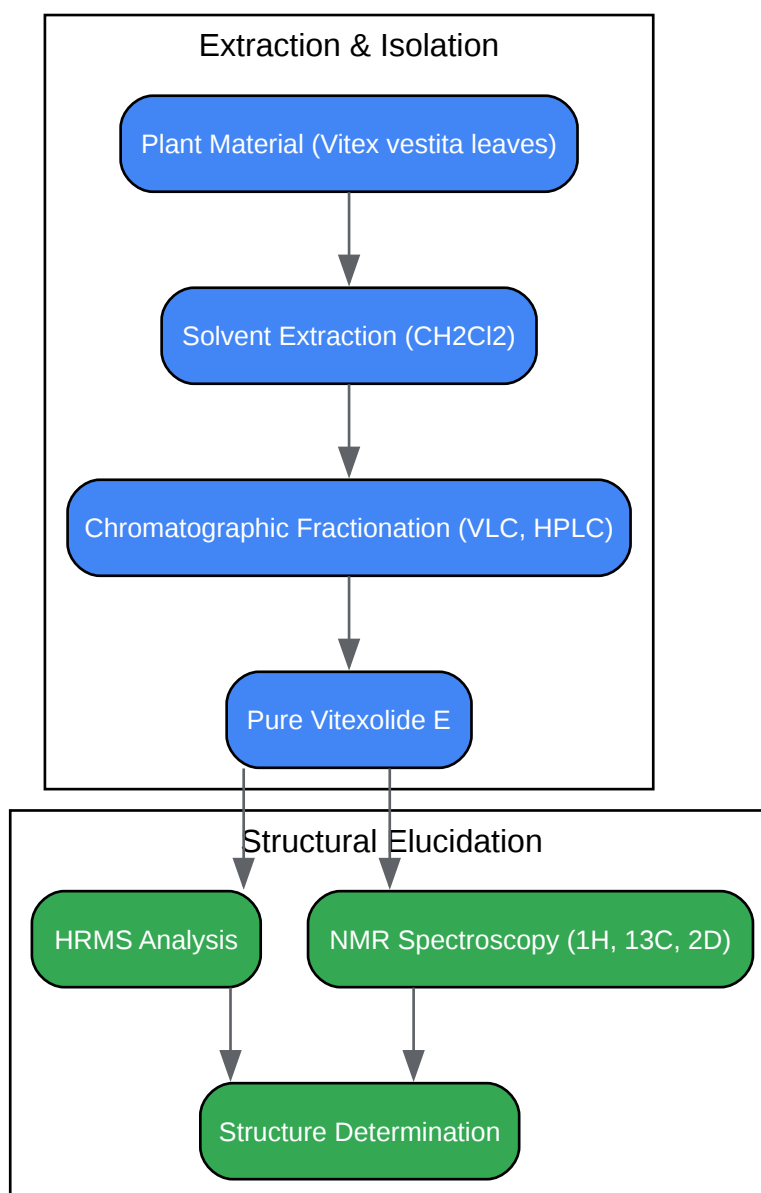 Extraction & Isolation
Plant Material (Vitex vestita leaves)
Solvent Extraction (CH2Cl2)
Chromatographic Fractionation (VLC, HPLC)
Pure Vitexolide E
Structural Elucidation
HRMS Analysis
NMR Spectroscopy (1H, 13C, 2D)
Structure Determination